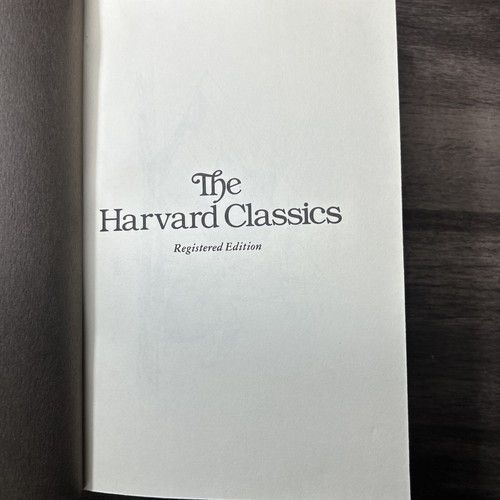 The
Harvard Classics
Registered Edition